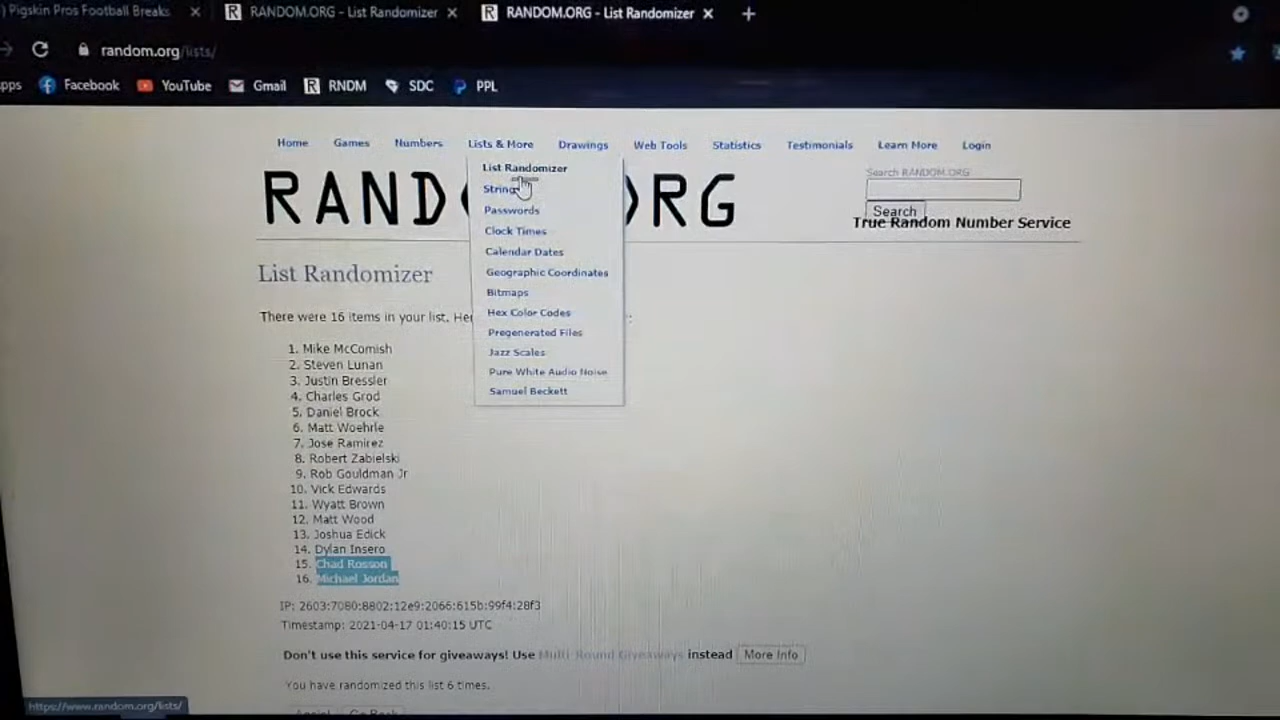 Pigskin Pros Football Breaks
RANDOM.ORG - List Randomizer
RANDOM.ORG - List Randomizer
random.org/lists/
Facebook
YouTube
Gmail
RNDM
SDC
PPL
Home
Games
Numbers
Lists & More
Drawings
Web Tools
Statistics
Testimonials
Learn More
Login
List Randomizer
Strings
Passwords
Clock Times
Calendar Dates
Geographic Coordinates
Bitmaps
Hex Color Codes
Pregenerated Files
Jazz Scales
Pure White Audio Noise
Samuel Beckett
Search RANDOM.ORG
Search
True Random Number Service
List Randomizer
There were 16 items in your list.
1. Mike McComish
2. Steven Lunan
3. Justin Bressler
4. Charles Grod
5. Daniel Brock
6. Matt Woehrle
7. Jose Ramirez
8. Robert Zabielski
9. Rob Gouldman Jr
10. Vick Edwards
11. Wyatt Brown
12. Matt Wood
13. Joshua Edick
14. Dylan Insero
15. Chad Rosson
16. Michael Jordan
IP: 2603:7080:8802:12e9:2066:615b:99f4:28f3
Timestamp: 2021-04-17 01:40:15 UTC
Don't use this service for giveaways! Use Multi-Round Giveaways instead More Info
You have randomized this list 6 times.
https://www.random.org/lists/